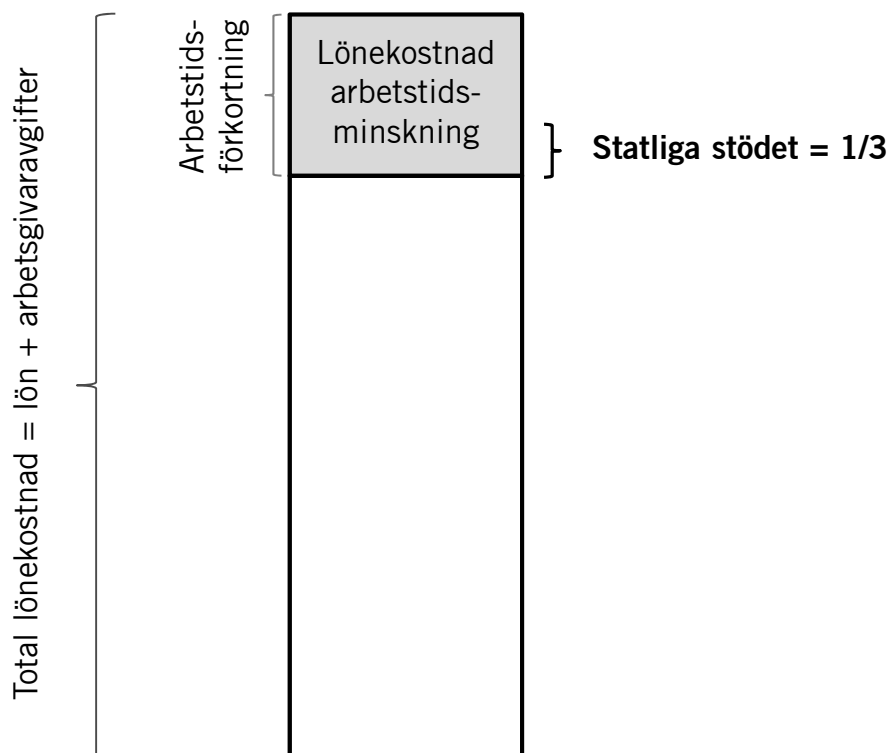 Total lönekostnad = lön + arbetsgivaravgifter
Arbetstids-
förkortning
Lönekostnad
arbetstids-
minskning
Statliga stödet = 1/3